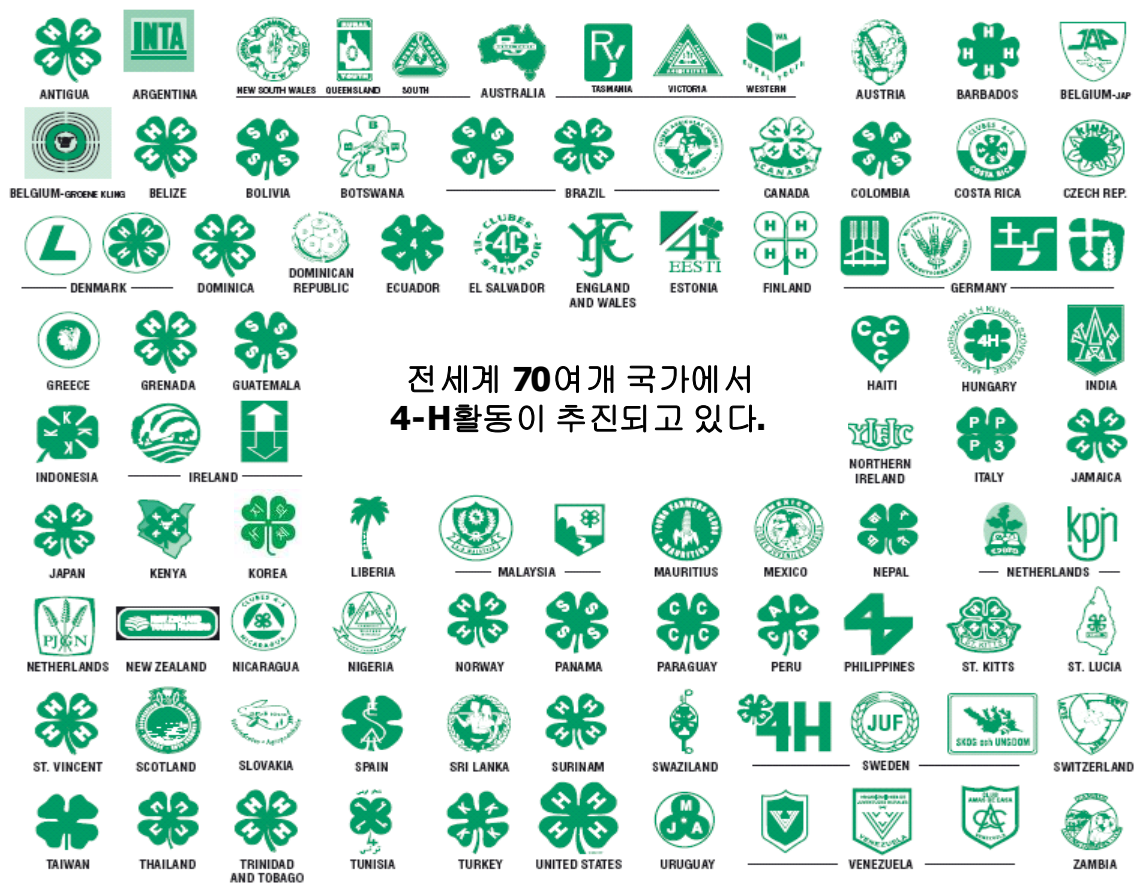 ANTIGUA
ARGENTINA
INTA
NEW SOUTH WALES
QUEENSLAND
SOUTH
AUSTRALIA
TASMANIA
VICTORIA
WESTERN
AUSTRIA
BARBADOS
BELGIUM-JAP
BELGIUM-GROENE KLING
BELIZE
BOLIVIA
BOTSWANA
BRAZIL
CANADA
COLOMBIA
COSTA RICA
CZECH REP.
DENMARK
DOMINICA
DOMINICAN
REPUBLIC
ECUADOR
EL SALVADOR
ENGLAND
AND WALES
ESTONIA
FINLAND
GERMANY
GREECE
GRENADA
GUATEMALA
전세계 70여개 국가에서
4-H활동이 추진되고 있다.
HAITI
HUNGARY
INDIA
INDONESIA
IRELAND
NORTHERN
IRELAND
ITALY
JAMAICA
JAPAN
KENYA
KOREA
LIBERIA
MALAYSIA
MAURITIUS
MEXICO
NEPAL
NETHERLANDS
NETHERLANDS
NEW ZEALAND
NICARAGUA
NIGERIA
NORWAY
PANAMA
PARAGUAY
PERU
PHILIPPINES
ST. KITTS
ST. LUCIA
ST. VINCENT
SCOTLAND
SLOVAKIA
SPAIN
SRI LANKA
SURINAM
SWAZILAND
4H
JUF
SKOG och UNGDOM
SWEDEN
SWITZERLAND
TAIWAN
THAILAND
TRINIDAD
AND TOBAGO
TUNISIA
TURKEY
UNITED STATES
URUGUAY
VENEZUELA
ZAMBIA